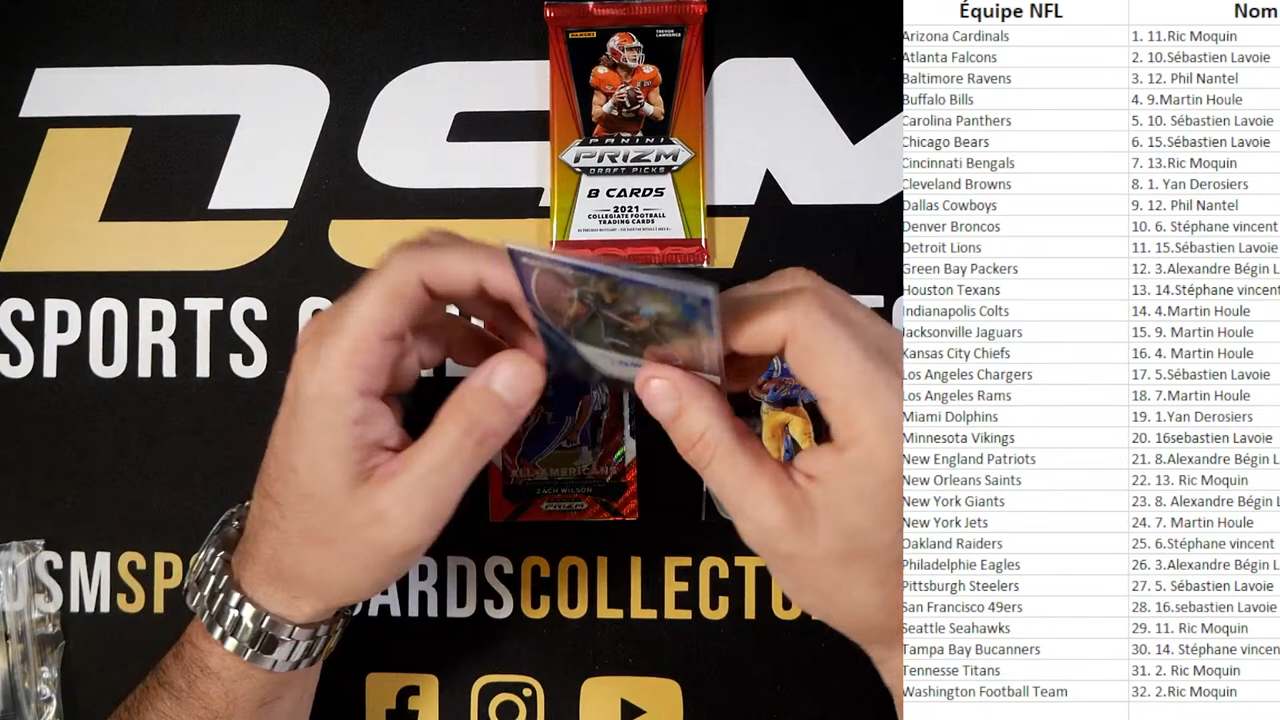 PANINI
TREVOR
LAWRENCE
PANINI
PRIZM
DRAFT PICKS
8 CARDS
2021
COLLEGIATE FOOTBALL
TRADING CARDS
DSM
SPORTS
DSMSP
ARDSCOLLECTO
ALL-AMERICANS
ZACH WILSON
PRIZM
Équipe NFL Nom
Arizona Cardinals 1. 11.Ric Moquin
Atlanta Falcons 2. 10.Sébastien Lavoie
Baltimore Ravens 3. 12. Phil Nantel
Buffalo Bills 4. 9.Martin Houle
Carolina Panthers 5. 10. Sébastien Lavoie
Chicago Bears 6. 15.Sébastien Lavoie
Cincinnati Bengals 7. 13.Ric Moquin
Cleveland Browns 8. 1. Yan Derosiers
Dallas Cowboys 9. 12. Phil Nantel
Denver Broncos 10. 6. Stéphane vincent
Detroit Lions 11. 15.Sébastien Lavoie
Green Bay Packers 12. 3.Alexandre Bégin L
Houston Texans 13. 14.Stéphane vincent
Indianapolis Colts 14. 4.Martin Houle
Jacksonville Jaguars 15. 9. Martin Houle
Kansas City Chiefs 16. 4. Martin Houle
Los Angeles Chargers 17. 5.Sébastien Lavoie
Los Angeles Rams 18. 7.Martin Houle
Miami Dolphins 19. 1.Yan Derosiers
Minnesota Vikings 20. 16sebastien Lavoie
New England Patriots 21. 8.Alexandre Bégin L
New Orleans Saints 22. 13. Ric Moquin
New York Giants 23. 8. Alexandre Bégin L
New York Jets 24. 7. Martin Houle
Oakland Raiders 25. 6.Stéphane vincent
Philadelphie Eagles 26. 3.Alexandre Bégin L
Pittsburgh Steelers 27. 5. Sébastien Lavoie
San Francisco 49ers 28. 16.sebastien Lavoie
Seattle Seahawks 29. 11. Ric Moquin
Tampa Bay Bucanners 30. 14. Stéphane vincen
Tennesse Titans 31. 2. Ric Moquin
Washington Football Team 32. 2.Ric Moquin